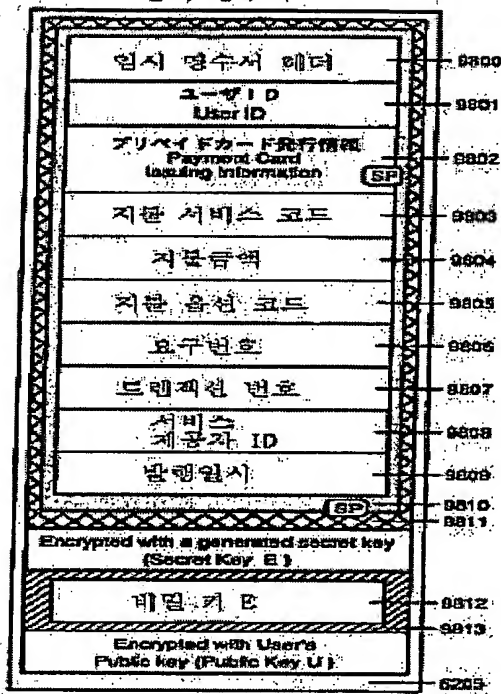 임시 영수서 헤더
9800
ユーザID
User ID
9801
プリペイドカード発行情報
Payment Card
Issuing Information
SP
9802
지불 서비스 코드
9803
지불금액
9804
지불 옵션 코드
9805
요구번호
9806
트랜잭션 번호
9807
서비스
제공자 ID
9808
발행일시
9809
SP
9810
9811
Encrypted with a generated secret key
(Secret Key E)
비밀 키 E
9812
9813
Encrypted with User's
Public key (Public Key U)
6203